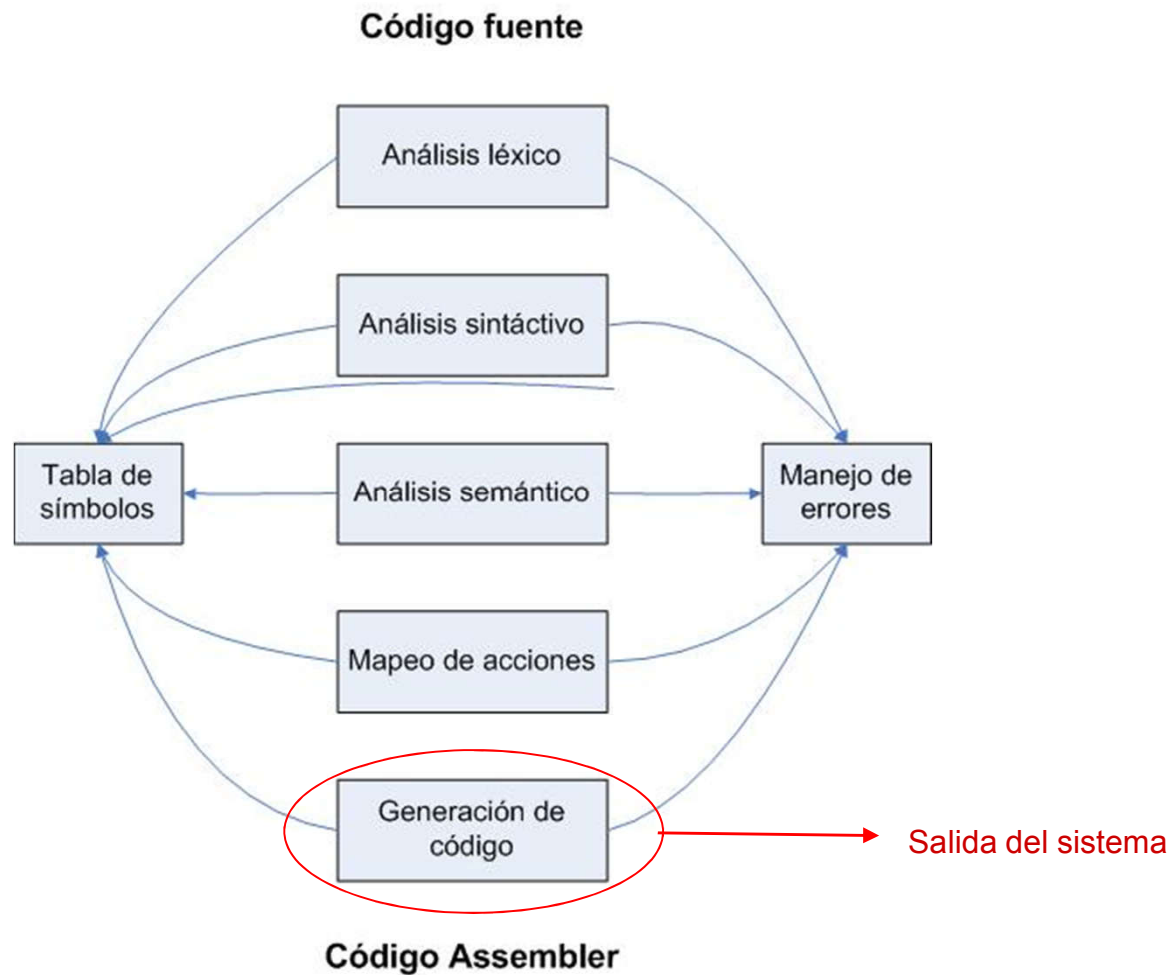 Código fuente
Análisis léxico
Análisis sintáctivo
Tabla de
símbolos
Análisis semántico
Manejo de
errores
Mapeo de acciones
Generación de
código
Salida del sistema
Código Assembler